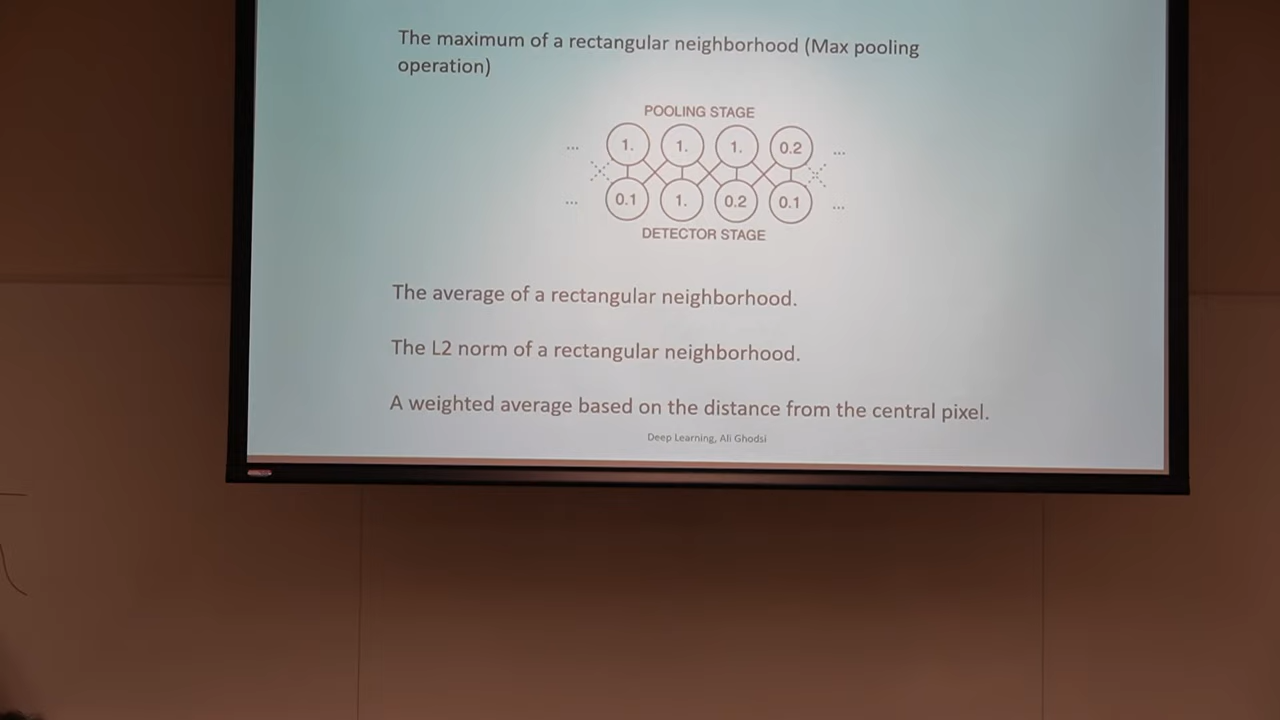 The maximum of a rectangular neighborhood (Max pooling
operation)
POOLING STAGE
... 1. 1. 1. 0.2 ...
... 0.1 1. 0.2 0.1 ...
DETECTOR STAGE
The average of a rectangular neighborhood.
The L2 norm of a rectangular neighborhood.
A weighted average based on the distance from the central pixel.
Deep Learning, Ali Ghodsi